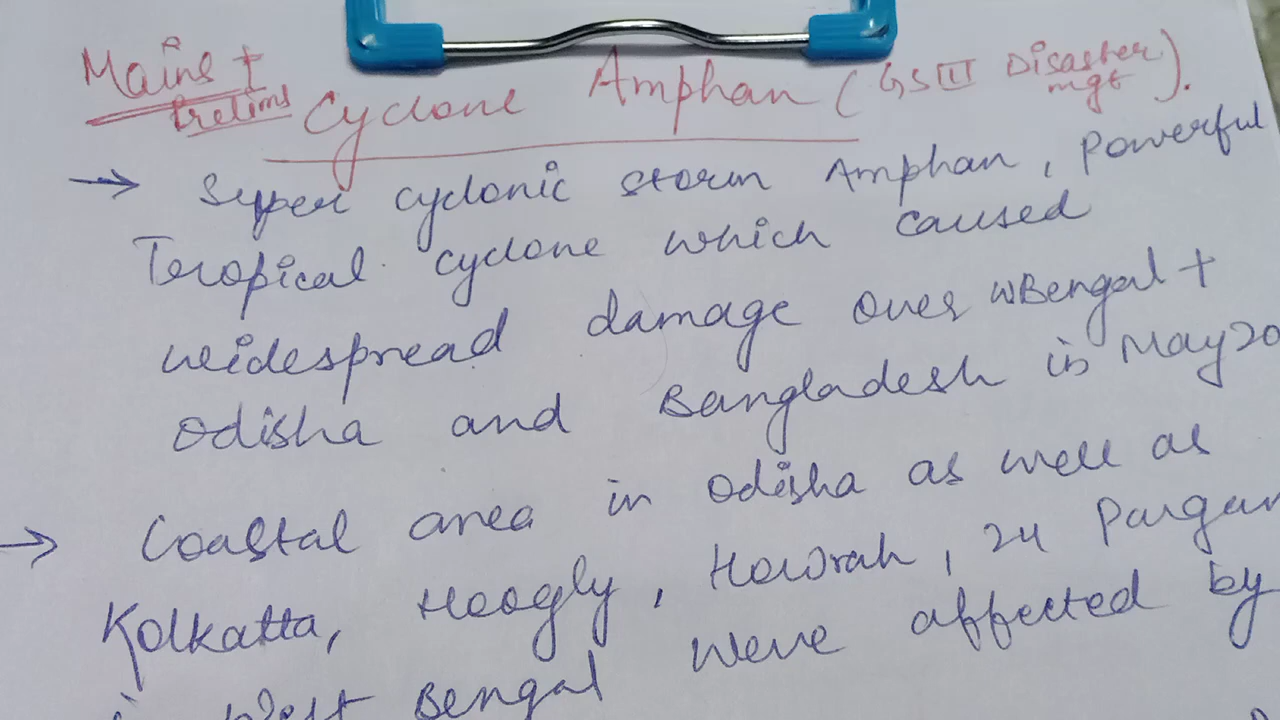 Mains +
Prelims
Cyclone Amphan (GS III Disaster
mgt).
→ Super cyclonic storm Amphan, Powerful
Tropical cyclone which caused
widespread damage over WBengal +
Odisha and Bangladesh in May 20
→ Coastal area in Odisha as well as
Kolkatta, Hoogly, Howrah, 24 Pargan
in West Bengal were affected by